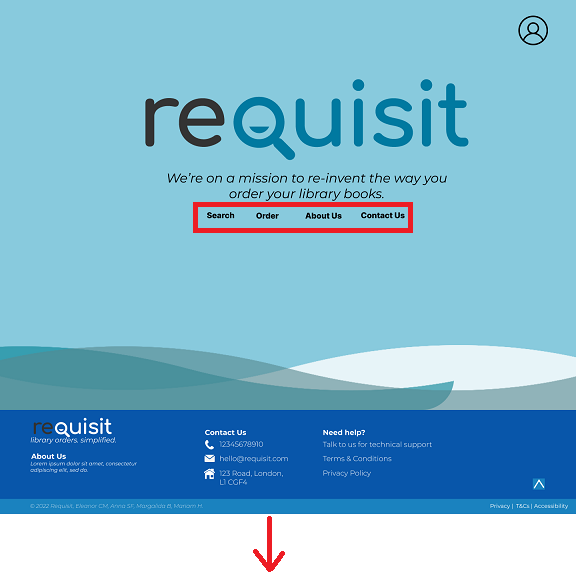 requisit
We're on a mission to re-invent the way you
order your library books.
Search Order About Us Contact Us
requisit
library orders. simplified.
About Us
Lorem ipsum dolor sit amet, consectetur
adipiscing elit, sed do.
Contact Us
12345678910
hello@requisit.com
123 Road, London,
L1 CGF4
Need help?
Talk to us for technical support
Terms & Conditions
Privacy Policy
© 2022 Requisit. Eleanor CM, Anna SF, Margarida B, Mariam H
Privacy | T&Cs | Accessibility